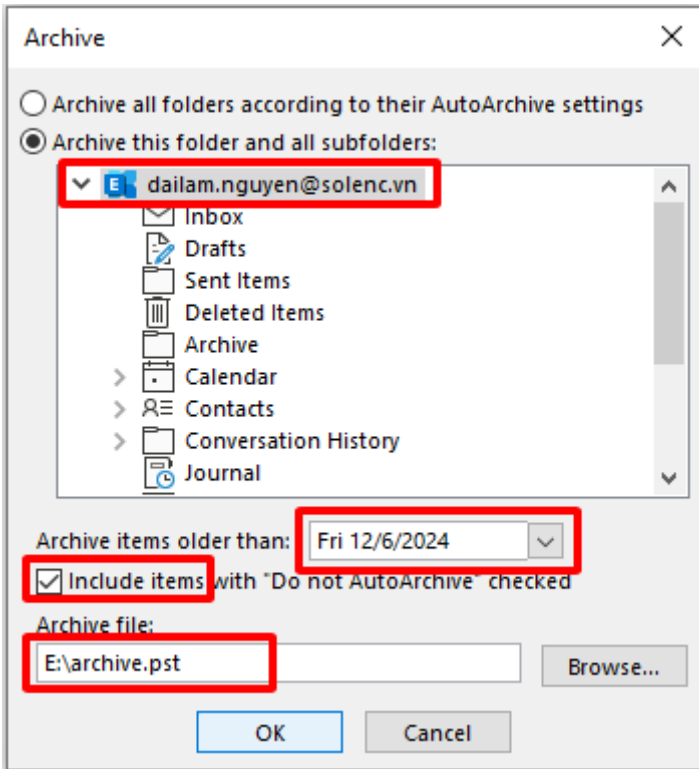 Archive
Archive all folders according to their AutoArchive settings
Archive this folder and all subfolders:
dailam.nguyen@solenc.vn
Inbox
Drafts
Sent Items
Deleted Items
Archive
Calendar
Contacts
Conversation History
Journal
Archive items older than: Fri 12/6/2024
Include items with "Do not AutoArchive" checked
Archive file:
E:\archive.pst Browse...
OK Cancel